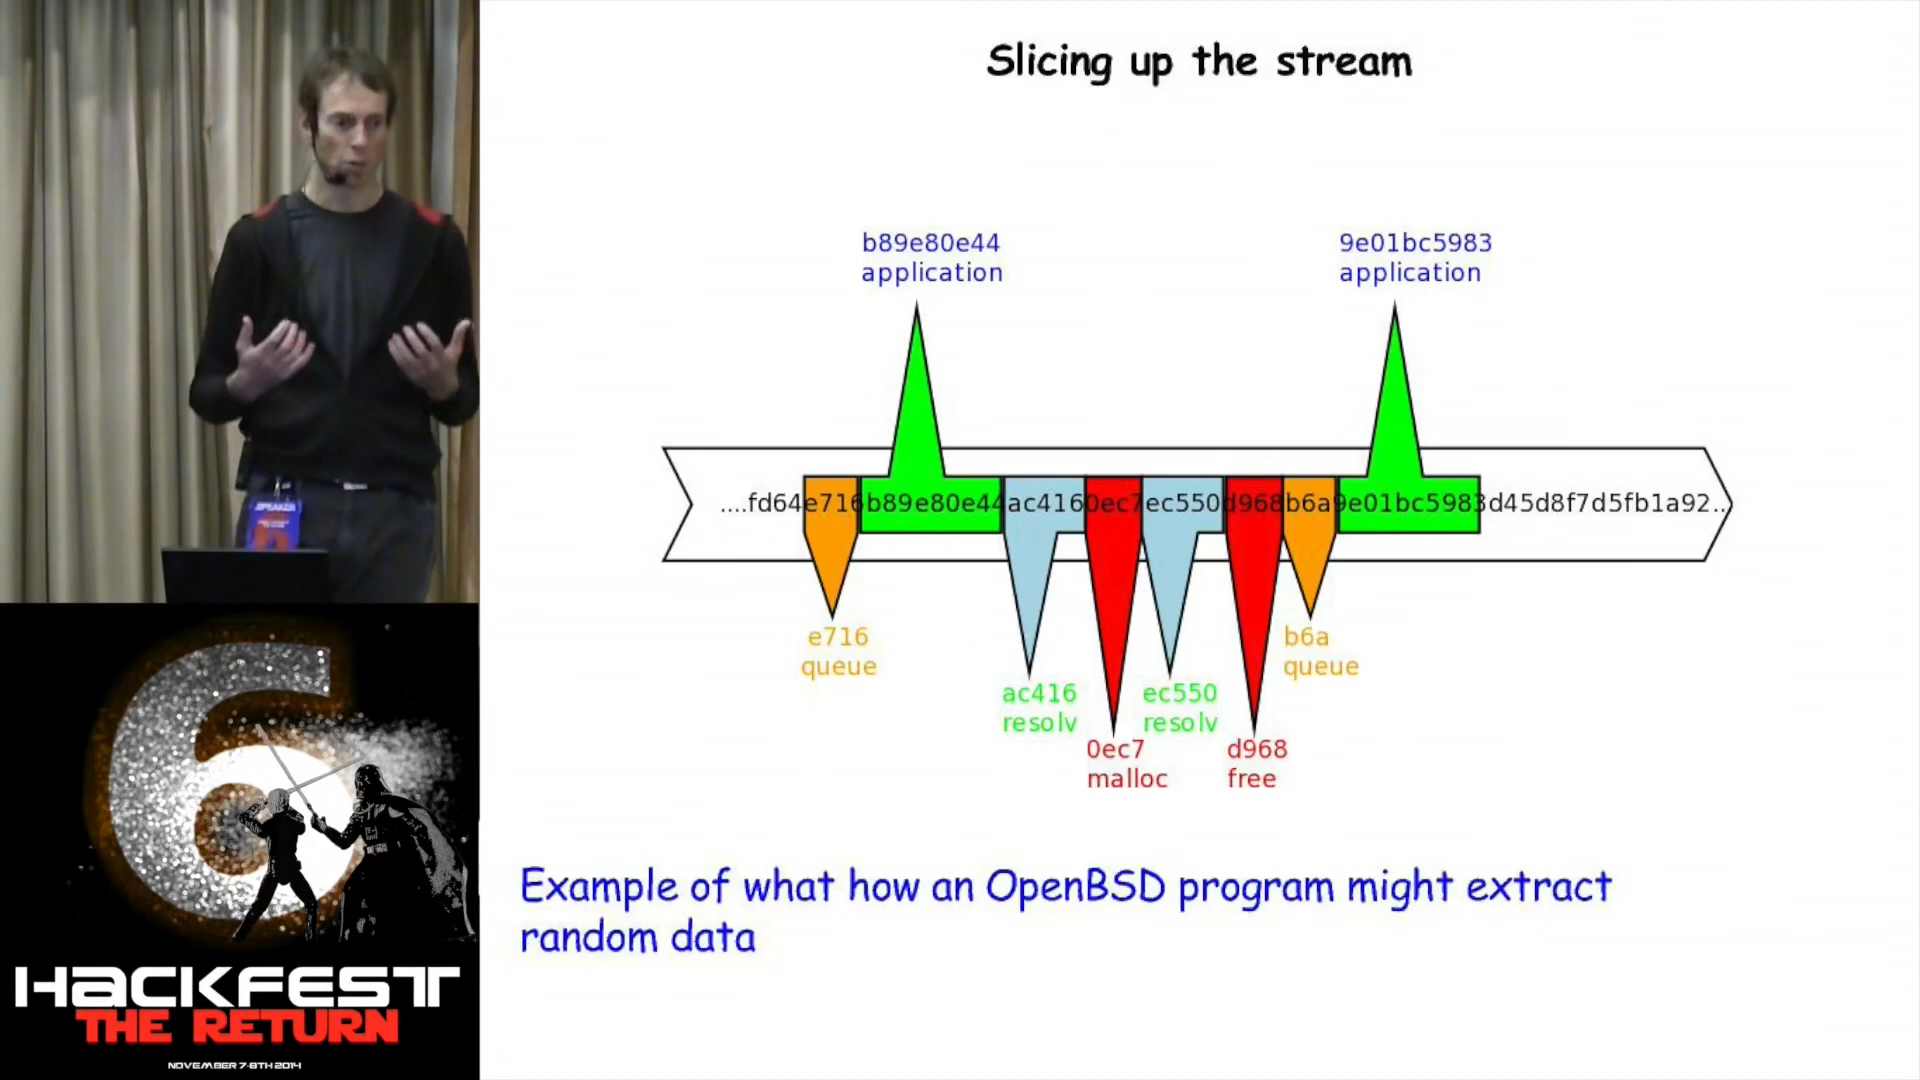 Slicing up the stream
b89e80e44
application
9e01bc5983
application
....fd64e716b89e80e44ac4160ec7ec550d968b6a9e01bc5983d45d8f7d5fb1a92...
e716
queue
b6a
queue
ac416
resolv
ec550
resolv
0ec7
malloc
d968
free
Example of what how an OpenBSD program might extract
random data
SPEAKER
6
HACKFEST
THE RETURN
NOVEMBER 7-8TH 2014